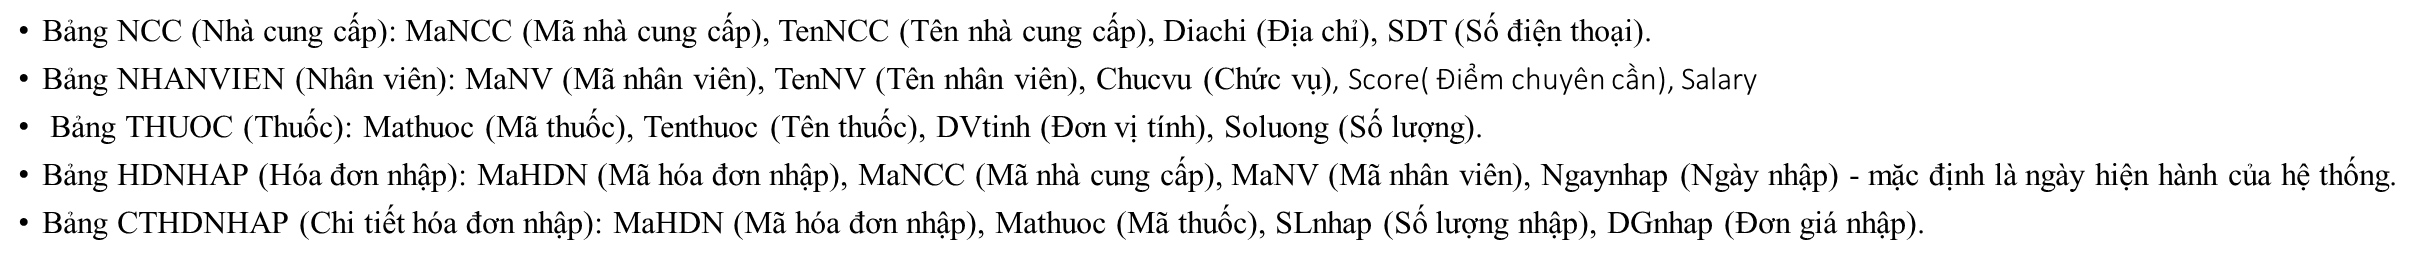 • Bảng NCC (Nhà cung cấp): MaNCC (Mã nhà cung cấp), TenNCC (Tên nhà cung cấp), Diachi (Địa chỉ), SDT (Số điện thoại).
• Bảng NHANVIEN (Nhân viên): MaNV (Mã nhân viên), TenNV (Tên nhân viên), Chucvu (Chức vụ), Score( Điểm chuyên cần), Salary
• Bảng THUOC (Thuốc): Mathuoc (Mã thuốc), Tenthuoc (Tên thuốc), DVtinh (Đơn vị tính), Soluong (Số lượng).
• Bảng HDNHAP (Hóa đơn nhập): MaHDN (Mã hóa đơn nhập), MaNCC (Mã nhà cung cấp), MaNV (Mã nhân viên), Ngaynhap (Ngày nhập) - mặc định là ngày hiện hành của hệ thống.
• Bảng CTHDNHAP (Chi tiết hóa đơn nhập): MaHDN (Mã hóa đơn nhập), Mathuoc (Mã thuốc), SLnhap (Số lượng nhập), DGnhap (Đơn giá nhập).